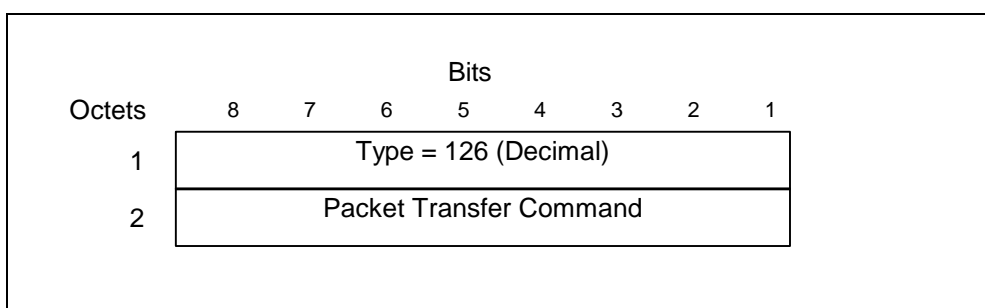 Bits
Octets 8 7 6 5 4 3 2 1
1 Type = 126 (Decimal)
2 Packet Transfer Command